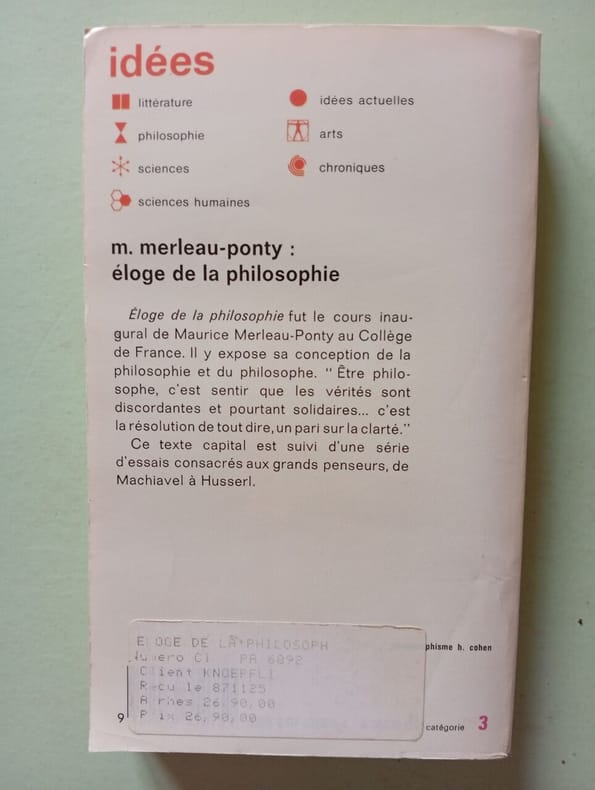 idées
littérature
idées actuelles
philosophie
arts
sciences
chroniques
sciences humaines
m. merleau-ponty :
éloge de la philosophie
Éloge de la philosophie fut le cours inau-
gural de Maurice Merleau-Ponty au Collège
de France. Il y expose sa conception de la
philosophie et du philosophe. “ Être philo-
sophe, c’est sentir que les vérités sont
discordantes et pourtant solidaires... c’est
la résolution de tout dire, un pari sur la clarté.”
Ce texte capital est suivi d’une série
d’essais consacrés aux grands penseurs, de
Machiavel à Husserl.
phisme h. cohen
E OGE DE LA PHILOSOPH
Numero Cl PA 6092
Client KNOEPFLI
Recu le 871125
Arrhes 26,90,00
Prix 26,90,00
9
catégorie 3